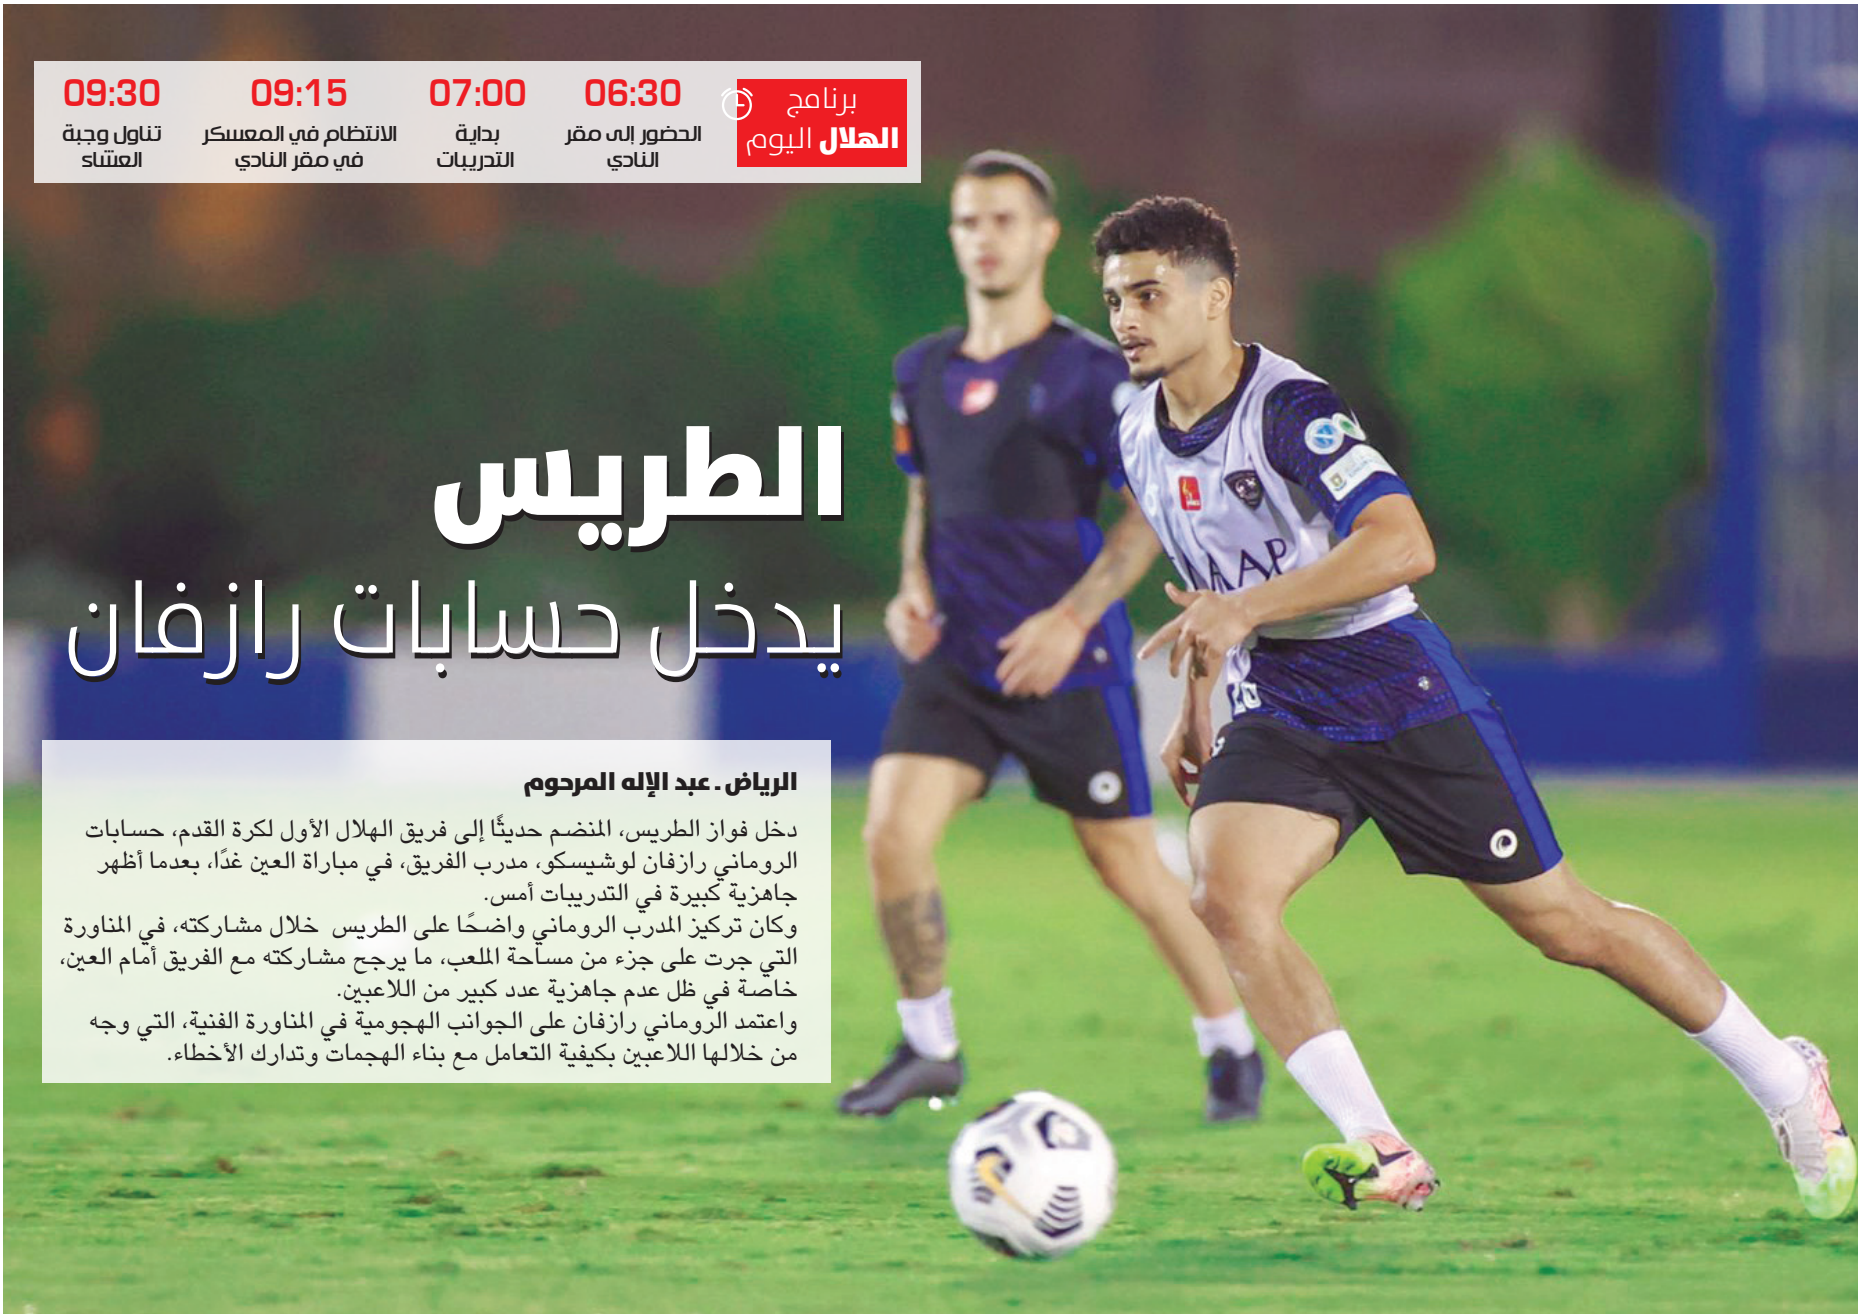 برنامج
الهلال اليوم
06:30
الحضور إلى مقر
النادي
07:00
بداية
التدريبات
09:15
الانتظام في المعسكر
في مقر النادي
09:30
تناول وجبة
العشاء
الطريس
يدخل حسابات رازفان
الرياض ـ عبد الإله المرحوم
دخل فواز الطريس، المنضم حديثًا إلى فريق الهلال الأول لكرة القدم، حسابات
الروماني رازفان لوشيسكو، مدرب الفريق، في مباراة العين غدًا، بعدما أظهر
جاهزية كبيرة في التدريبات أمس.
وكان تركيز المدرب الروماني واضحًا على الطريس خلال مشاركته، في المناورة
التي جرت على جزء من مساحة الملعب، ما يرجح مشاركته مع الفريق أمام العين،
خاصة في ظل عدم جاهزية عدد كبير من اللاعبين.
واعتمد الروماني رازفان على الجوانب الهجومية في المناورة الفنية، التي وجه
من خلالها اللاعبين بكيفية التعامل مع بناء الهجمات وتدارك الأخطاء.